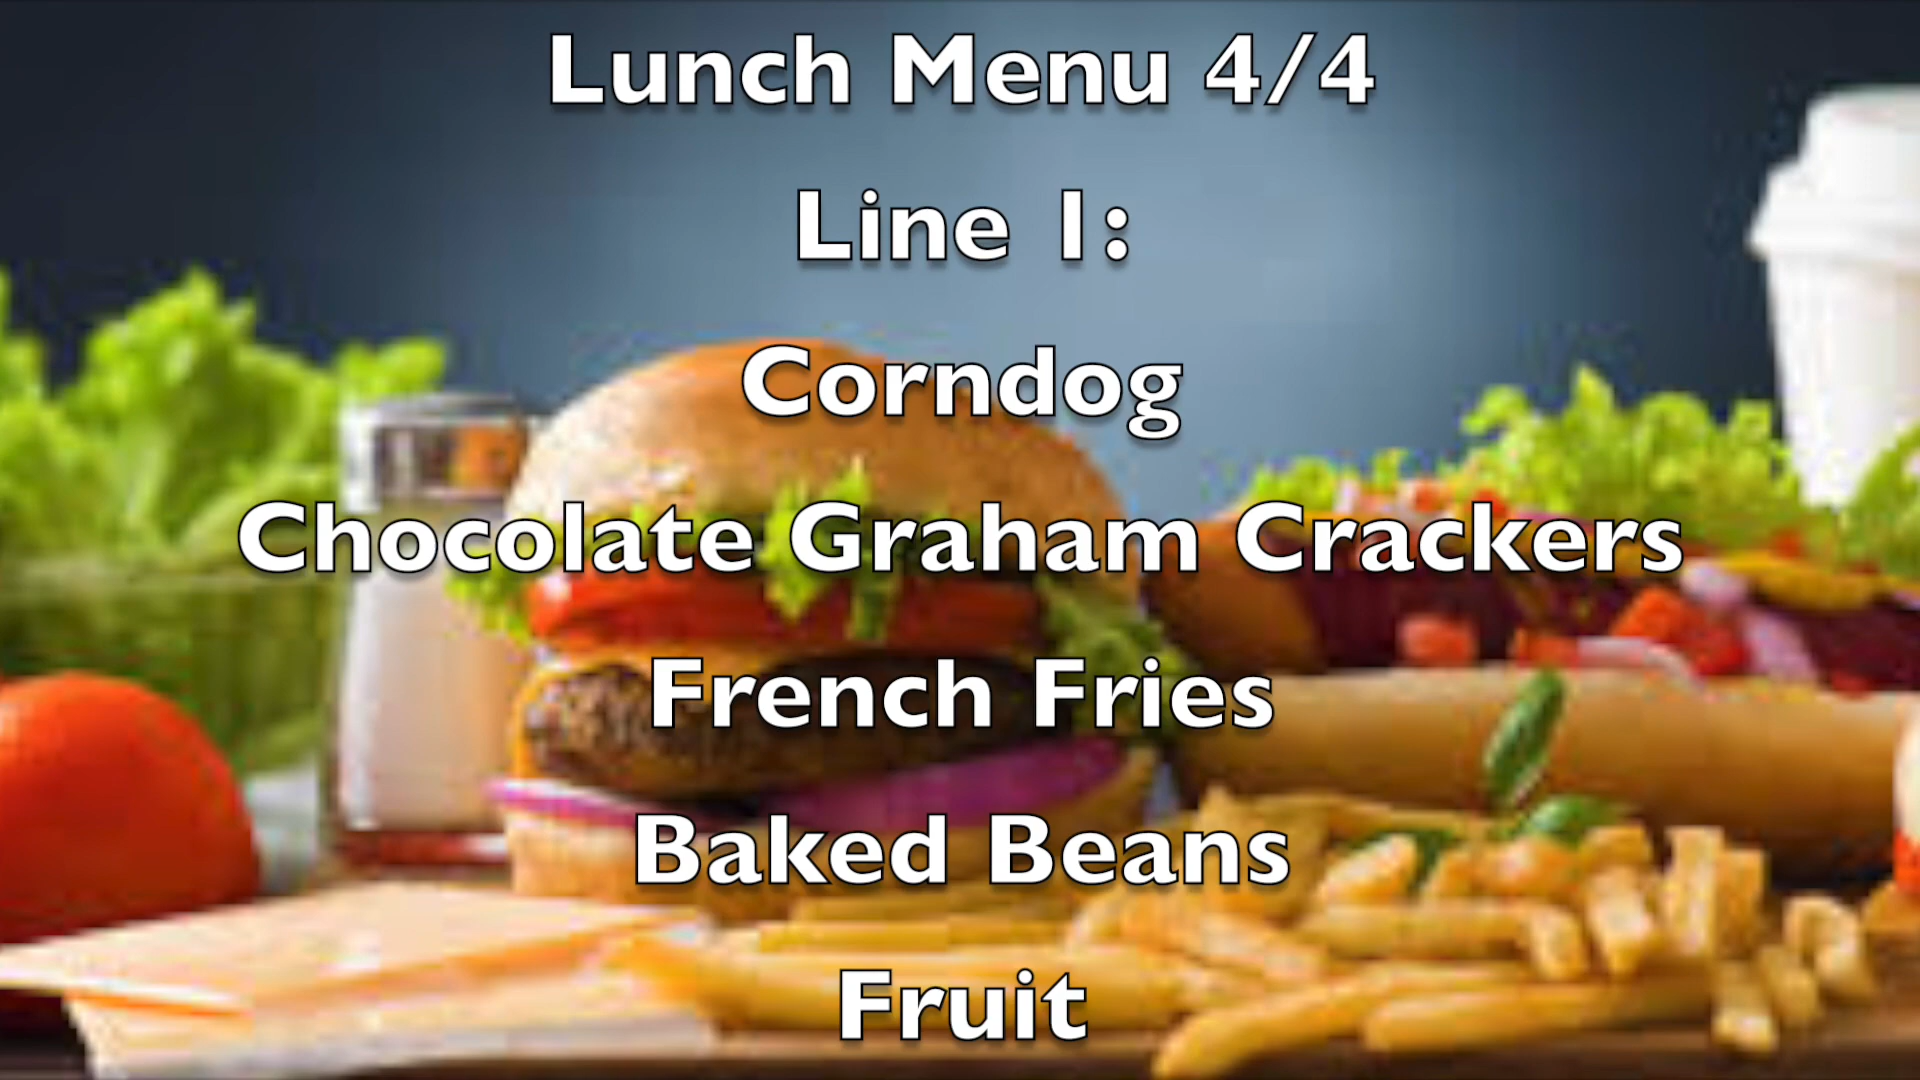 Lunch Menu 4/4
Line 1:
Corndog
Chocolate Graham Crackers
French Fries
Baked Beans
Fruit